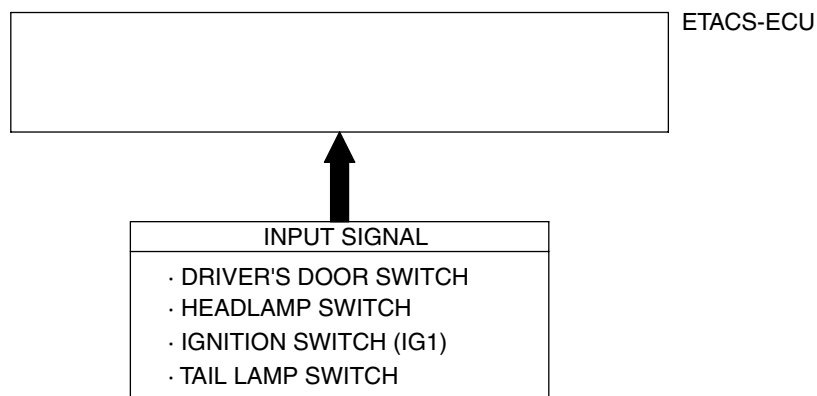 ETACS-ECU
INPUT SIGNAL
· DRIVER'S DOOR SWITCH
· HEADLAMP SWITCH
· IGNITION SWITCH (IG1)
· TAIL LAMP SWITCH